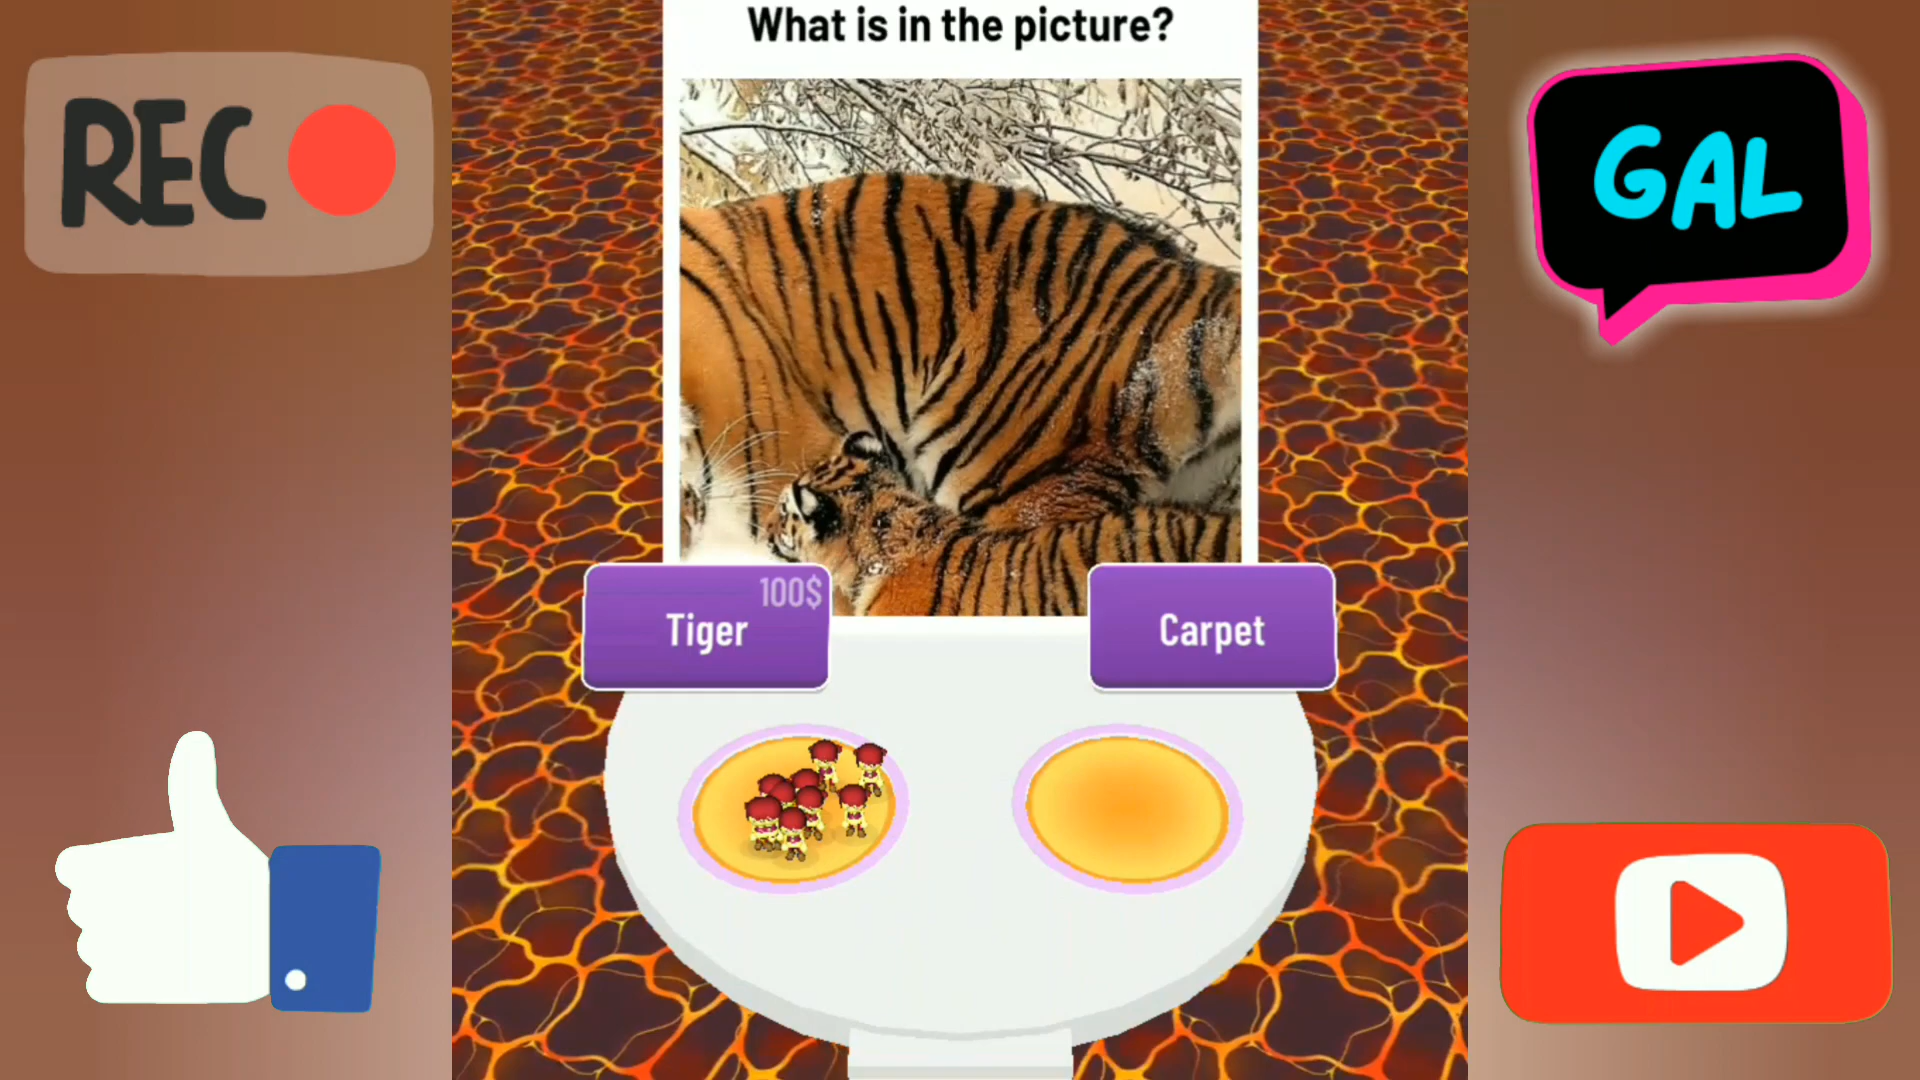 What is in the picture?
REC
GAL
100$
Tiger
Carpet